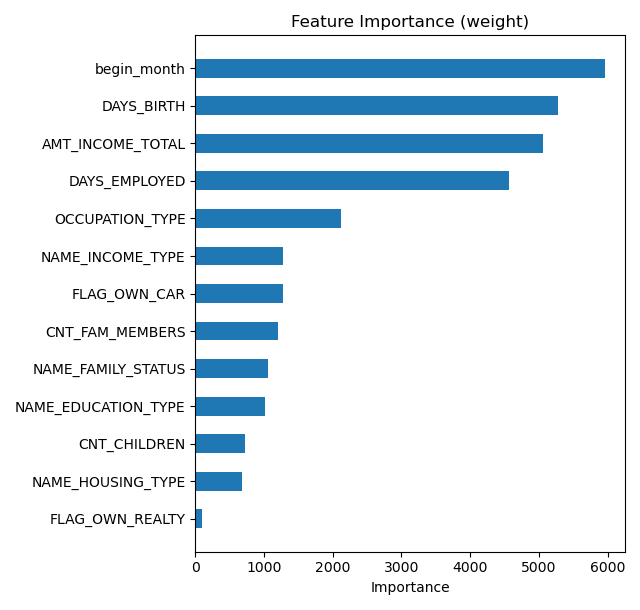 Feature Importance (weight)
begin_month
DAYS_BIRTH
AMT_INCOME_TOTAL
DAYS_EMPLOYED
OCCUPATION_TYPE
NAME_INCOME_TYPE
FLAG_OWN_CAR
CNT_FAM_MEMBERS
NAME_FAMILY_STATUS
NAME_EDUCATION_TYPE
CNT_CHILDREN
NAME_HOUSING_TYPE
FLAG_OWN_REALTY
0 1000 2000 3000 4000 5000 6000
Importance